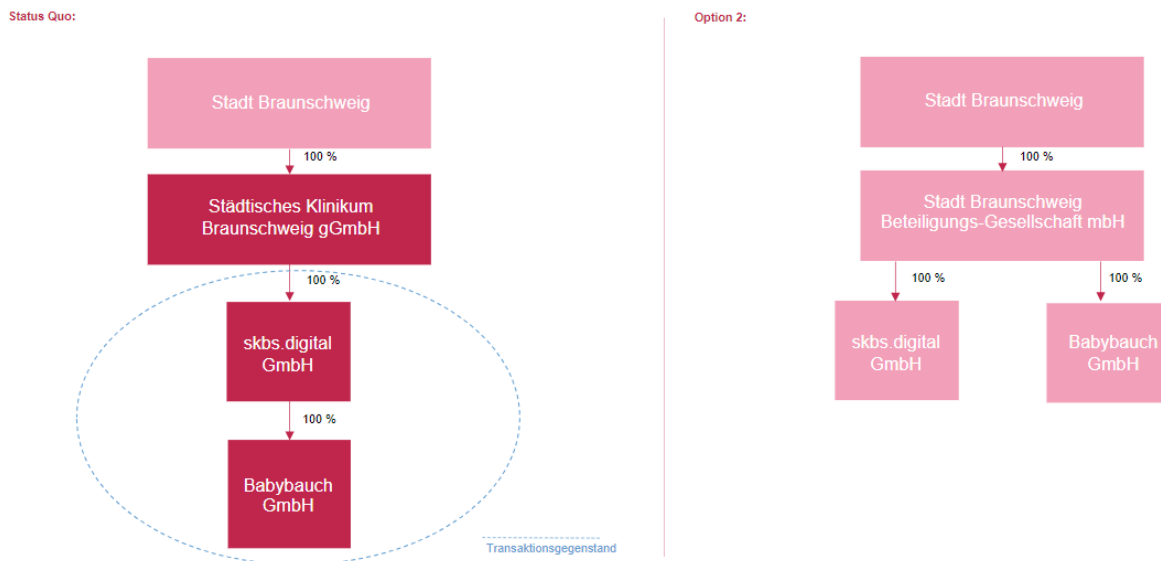 Status Quo:
Stadt Braunschweig
100 %
Städtisches Klinikum
Braunschweig gGmbH
100 %
skbs.digital
GmbH
100 %
Babybauch
GmbH
Transaktionsgegenstand
Option 2:
Stadt Braunschweig
100 %
Stadt Braunschweig
Beteiligungs-Gesellschaft mbH
100 %
100 %
skbs.digital
GmbH
Babybauch
GmbH